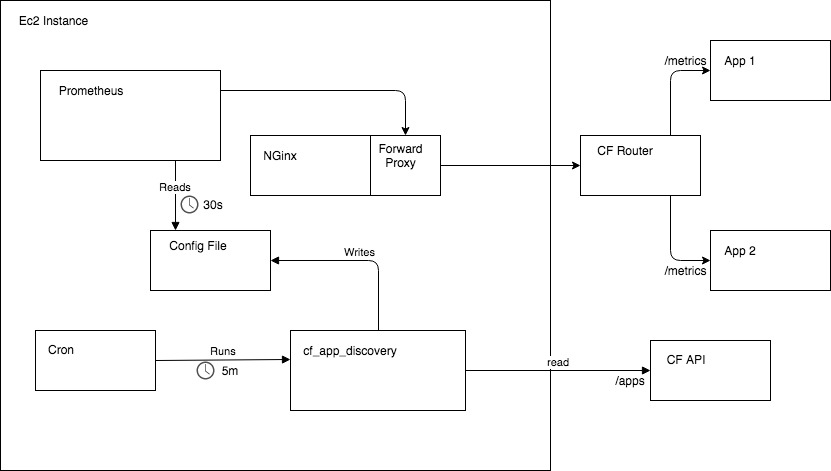 Ec2 Instance
Prometheus
NGinx
Forward
Proxy
CF Router
/metrics
App 1
Reads
30s
Config File
Writes
/metrics
App 2
Cron
Runs
5m
cf_app_discovery
read
/apps
CF API